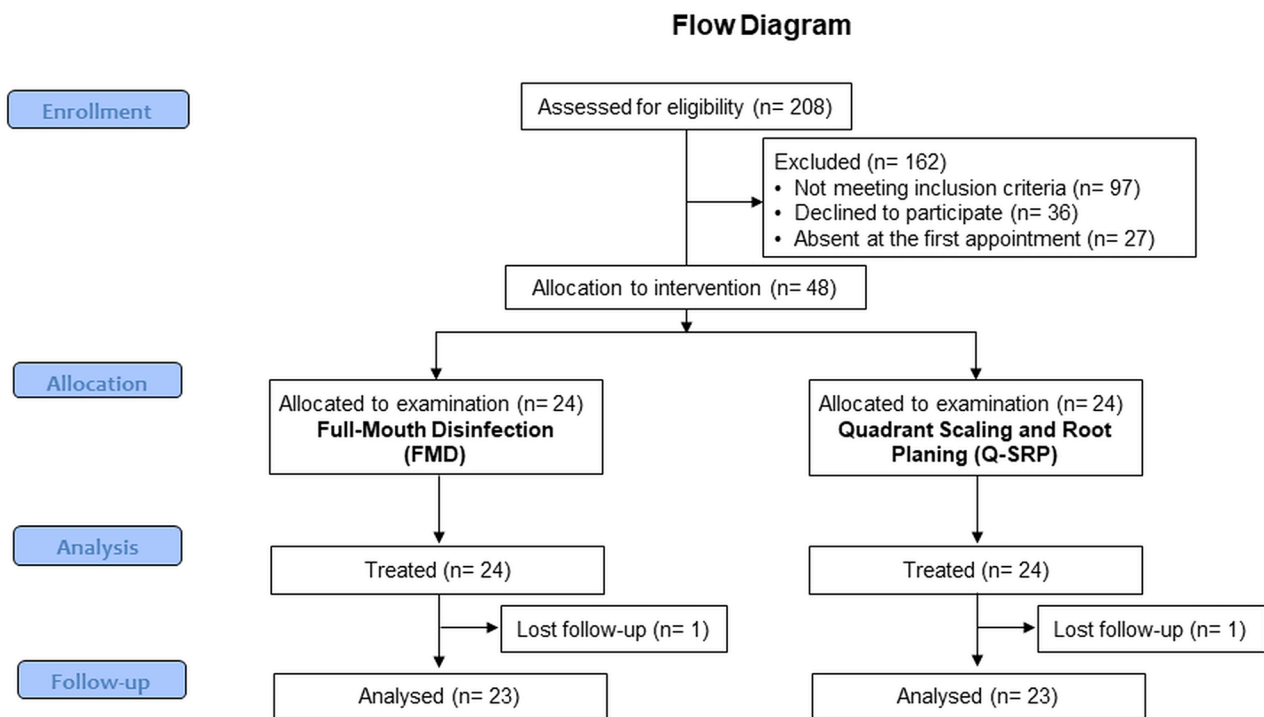 Flow Diagram
Enrollment
Assessed for eligibility (n= 208)
Excluded (n= 162)
• Not meeting inclusion criteria (n= 97)
• Declined to participate (n= 36)
• Absent at the first appointment (n= 27)
Allocation to intervention (n= 48)
Allocation
Allocated to examination (n= 24)
Full-Mouth Disinfection
(FMD)
Allocated to examination (n= 24)
Quadrant Scaling and Root
Planing (Q-SRP)
Analysis
Treated (n= 24)
Treated (n= 24)
Lost follow-up (n= 1)
Lost follow-up (n= 1)
Follow-up
Analysed (n= 23)
Analysed (n= 23)